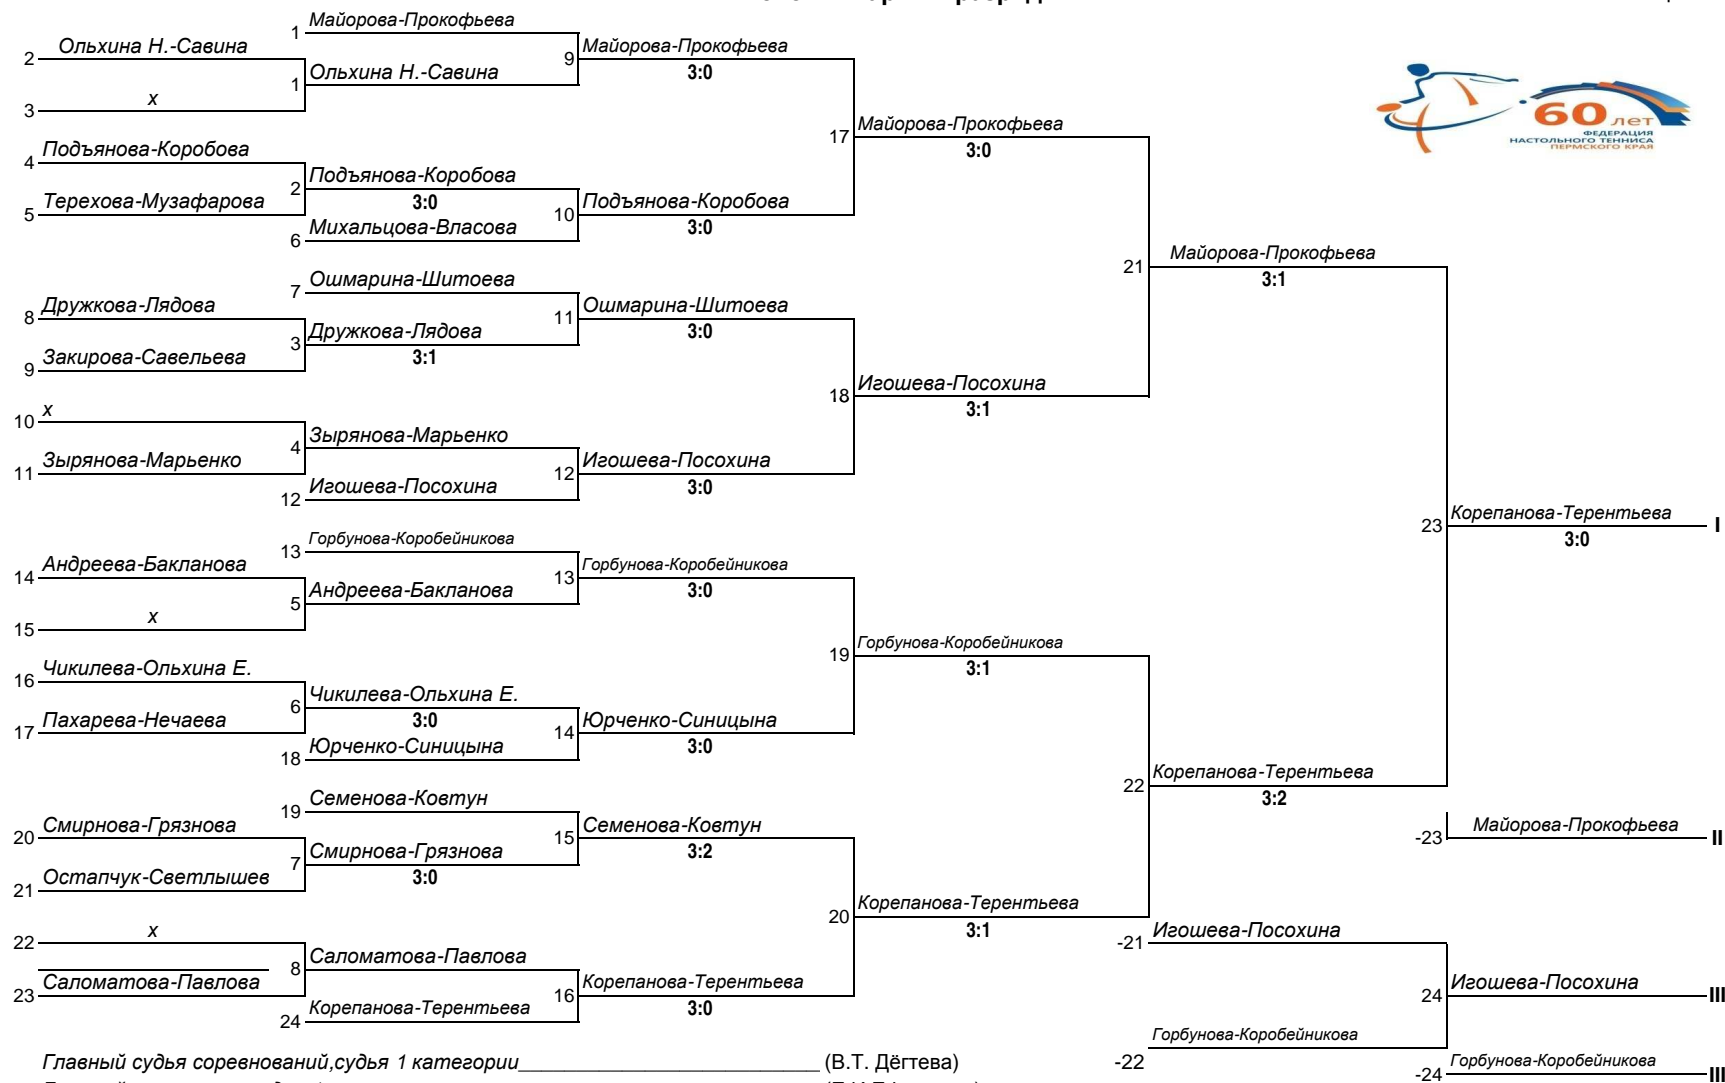 1 Майорова-Прокофьева
2 Ольхина Н.-Савина
9 Майорова-Прокофьева
3:0
1 Ольхина Н.-Савина
3 х
60 лет
ФЕДЕРАЦИЯ
НАСТОЛЬНОГО ТЕННИСА
ПЕРМСКОГО КРАЯ
17 Майорова-Прокофьева
3:0
4 Подъянова-Коробова
2 Подъянова-Коробова
3:0
5 Терехова-Музафарова
10 Подъянова-Коробова
3:0
6 Михальцова-Власова
21 Майорова-Прокофьева
3:1
7 Ошмарина-Шитоева
8 Дружкова-Лядова
11 Ошмарина-Шитоева
3:0
3 Дружкова-Лядова
3:1
9 Закирова-Савельева
18 Игошева-Посохина
3:1
10 х
4 Зырянова-Марьенко
11 Зырянова-Марьенко
12 Игошева-Посохина
3:0
12 Игошева-Посохина
23 Корепанова-Терентьева I
3:0
13 Горбунова-Коробейникова
14 Андреева-Бакланова
13 Горбунова-Коробейникова
3:0
5 Андреева-Бакланова
15 х
19 Горбунова-Коробейникова
3:1
16 Чикилева-Ольхина Е.
6 Чикилева-Ольхина Е.
3:0
17 Пахарева-Нечаева
14 Юрченко-Синицына
3:0
18 Юрченко-Синицына
22 Корепанова-Терентьева
3:2
19 Семенова-Ковтун
20 Смирнова-Грязнова
15 Семенова-Ковтун
3:2
-23 Майорова-Прокофьева II
7 Смирнова-Грязнова
3:0
21 Остапчук-Светлышев
20 Корепанова-Терентьева
3:1
22 х
-21 Игошева-Посохина
8 Саломатова-Павлова
23 Саломатова-Павлова
16 Корепанова-Терентьева
3:0
24 Игошева-Посохина III
24 Корепанова-Терентьева
-22 Горбунова-Коробейникова
Главный судья соревнований,судья 1 категории____________________________ (В.Т. Дёгтева)
-24 Горбунова-Коробейникова III